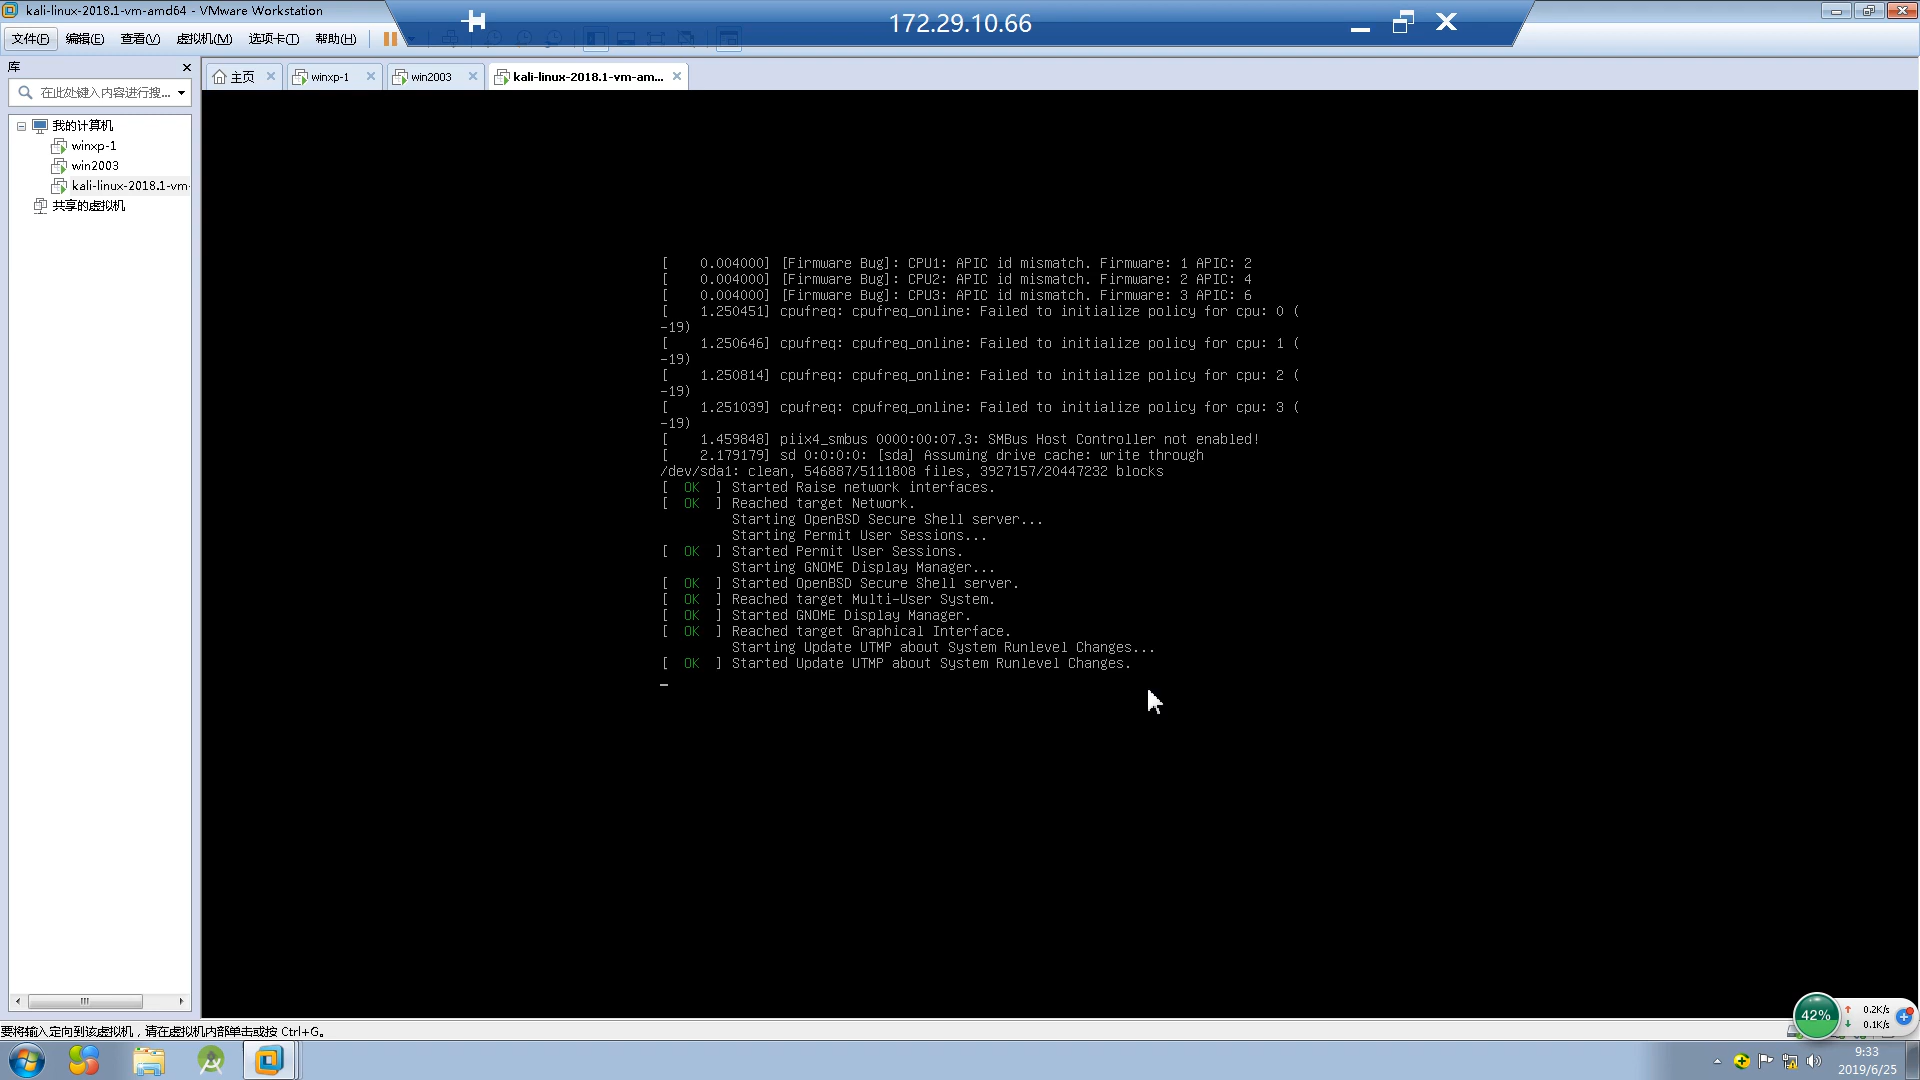 kali-linux-2018.1-vm-amd64 - VMware Workstation
172.29.10.66
文件(F) 编辑(E) 查看(V) 虚拟机(M) 选项卡(T) 帮助(H)
库
在此处键入内容进行搜...
我的计算机
winxp-1
win2003
kali-linux-2018.1-vm-
共享的虚拟机
主页 winxp-1 win2003 kali-linux-2018.1-vm-am...
[    0.004000] [Firmware Bug]: CPU1: APIC id mismatch. Firmware: 1 APIC: 2
[    0.004000] [Firmware Bug]: CPU2: APIC id mismatch. Firmware: 2 APIC: 4
[    0.004000] [Firmware Bug]: CPU3: APIC id mismatch. Firmware: 3 APIC: 6
[    1.250451] cpufreq: cpufreq_online: Failed to initialize policy for cpu: 0 (
-19)
[    1.250646] cpufreq: cpufreq_online: Failed to initialize policy for cpu: 1 (
-19)
[    1.250814] cpufreq: cpufreq_online: Failed to initialize policy for cpu: 2 (
-19)
[    1.251039] cpufreq: cpufreq_online: Failed to initialize policy for cpu: 3 (
-19)
[    1.459848] piix4_smbus 0000:00:07.3: SMBus Host Controller not enabled!
[    2.179179] sd 0:0:0:0: [sda] Assuming drive cache: write through
/dev/sda1: clean, 546887/5111808 files, 3927157/20447232 blocks
[  OK  ] Started Raise network interfaces.
[  OK  ] Reached target Network.
Starting OpenBSD Secure Shell server...
Starting Permit User Sessions...
[  OK  ] Started Permit User Sessions.
Starting GNOME Display Manager...
[  OK  ] Started OpenBSD Secure Shell server.
[  OK  ] Reached target Multi-User System.
[  OK  ] Started GNOME Display Manager.
[  OK  ] Reached target Graphical Interface.
Starting Update UTMP about System Runlevel Changes...
[  OK  ] Started Update UTMP about System Runlevel Changes.
要将输入定向到该虚拟机，请在虚拟机内部单击或按 Ctrl+G。
42%
0.2K/s
0.1K/s
9:33
2019/6/25